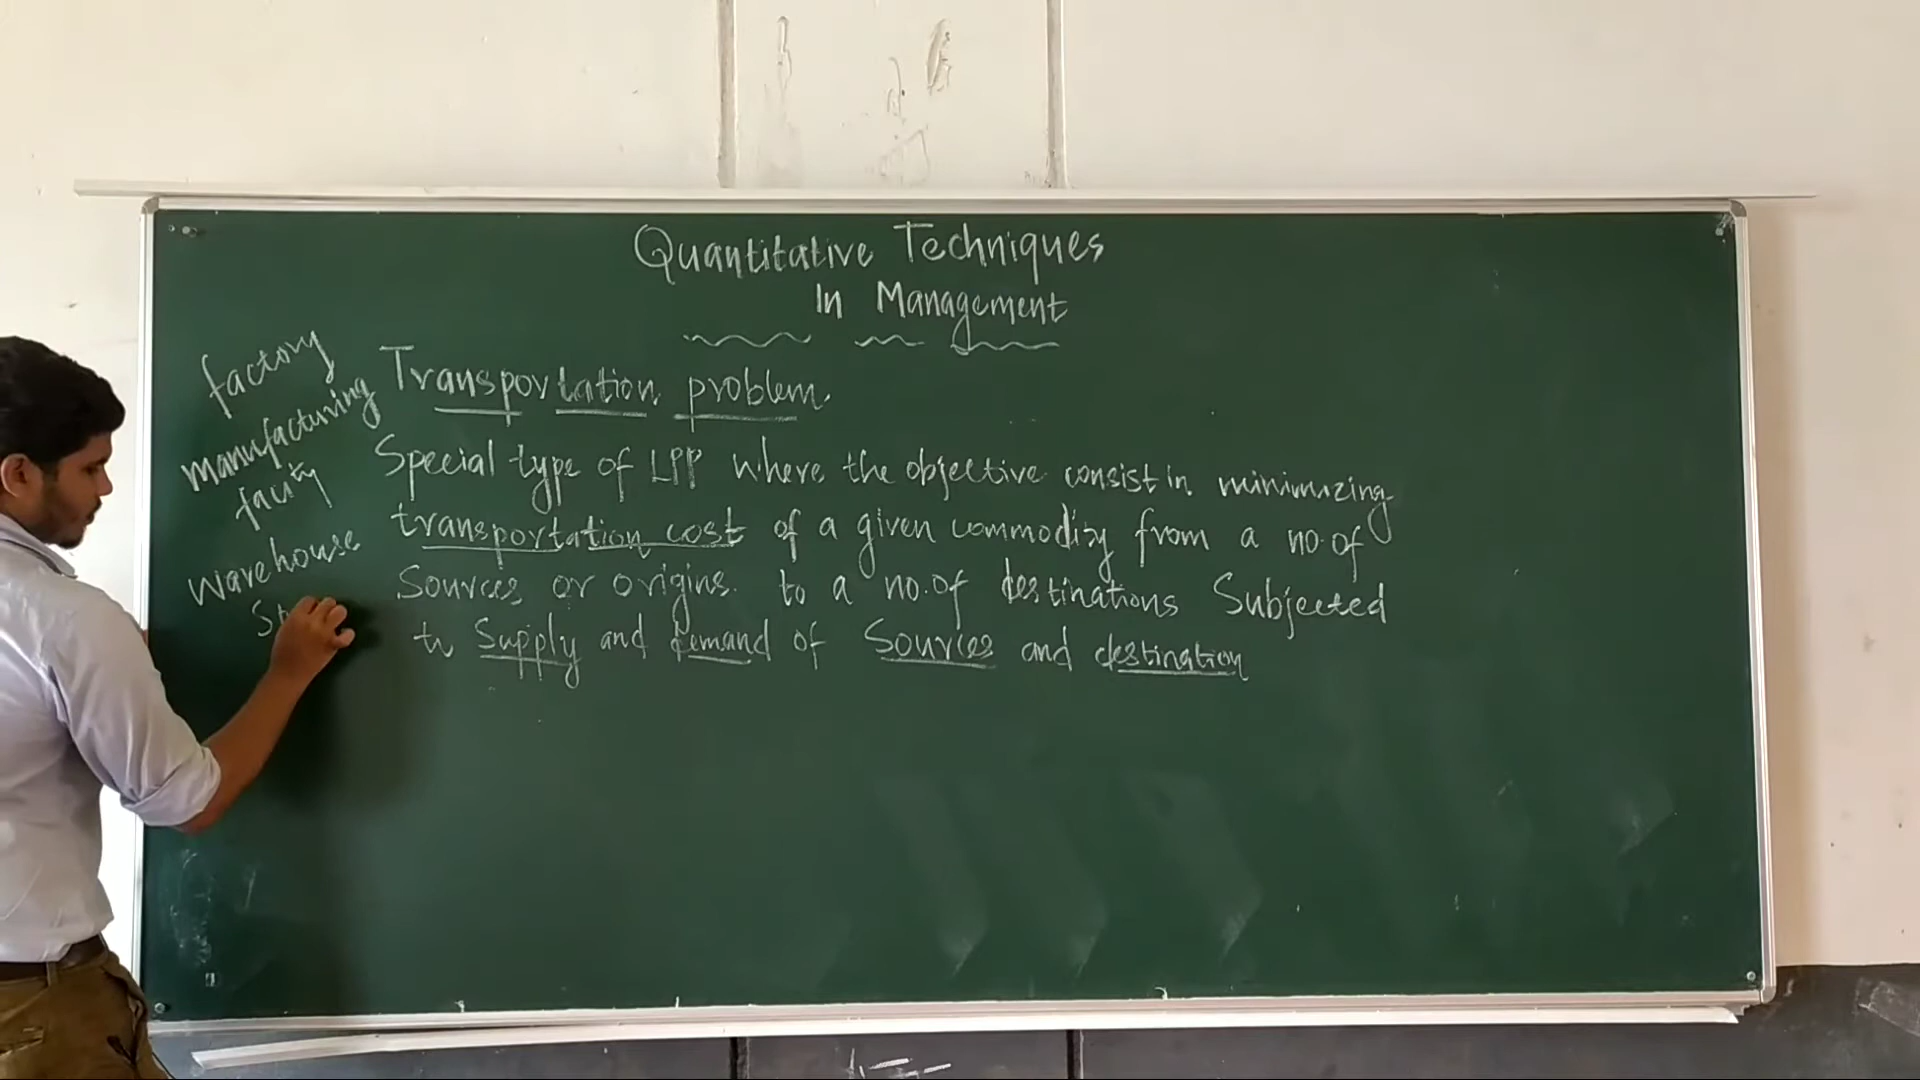 Quantitative Techniques
In Management
factory
manufacturing
facity
Warehouse
Transportation problem.
Special type of LPP where the objective consist in minimizing
transportation cost of a given commodity from a no. of
Sources or origins. to a no. of destinations Subjected
to Supply and demand of Sources and destination